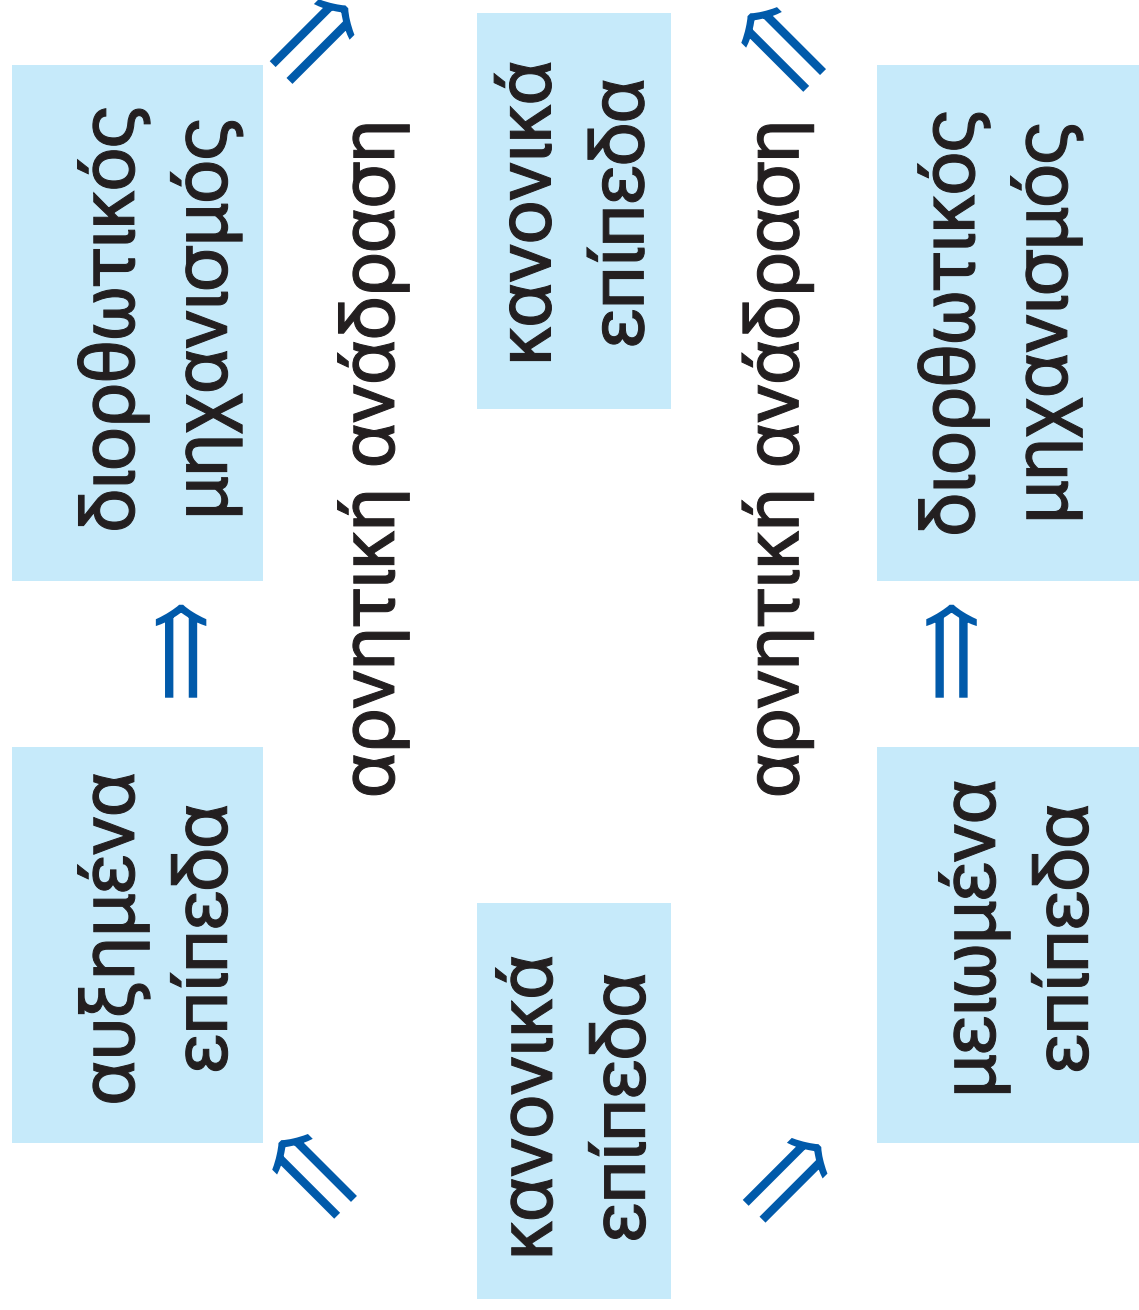 αυξημένα
επίπεδα
διορθωτικός
μηχανισμός
αρνητική ανάδραση
κανονικά
επίπεδα
κανονικά
επίπεδα
αρνητική ανάδραση
μειωμένα
επίπεδα
διορθωτικός
μηχανισμός